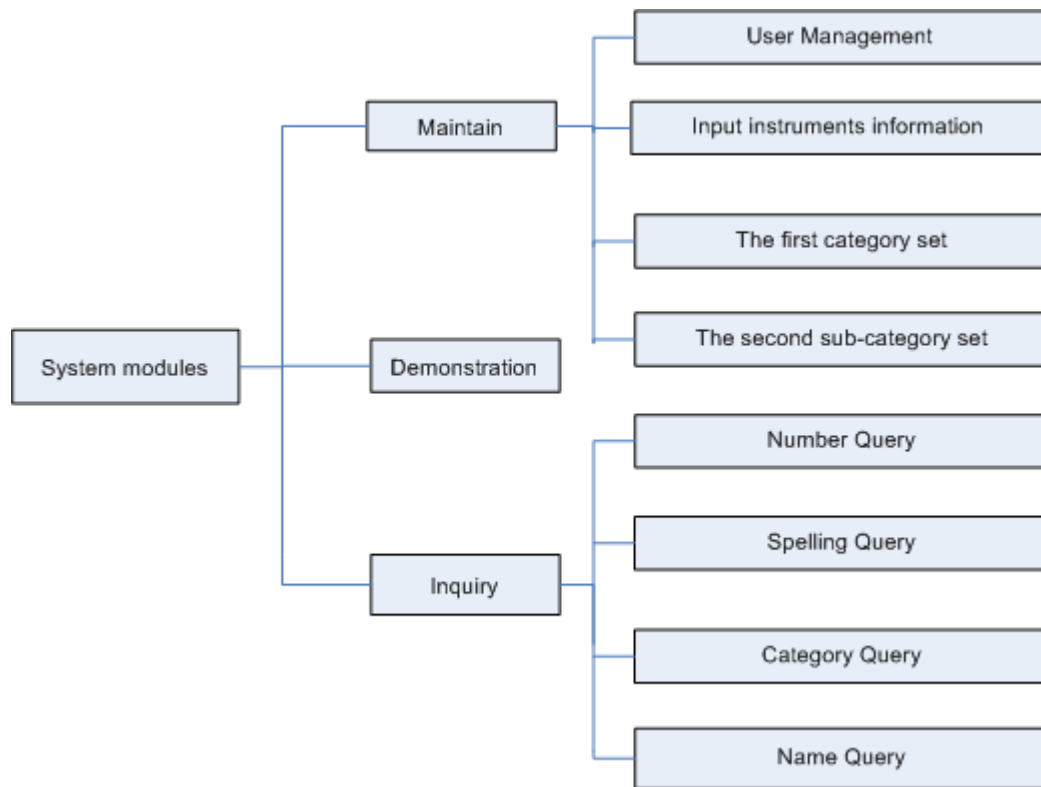 User Management
Maintain
Input instruments information
The first category set
The second sub-category set
System modules
Demonstration
Number Query
Spelling Query
Inquiry
Category Query
Name Query